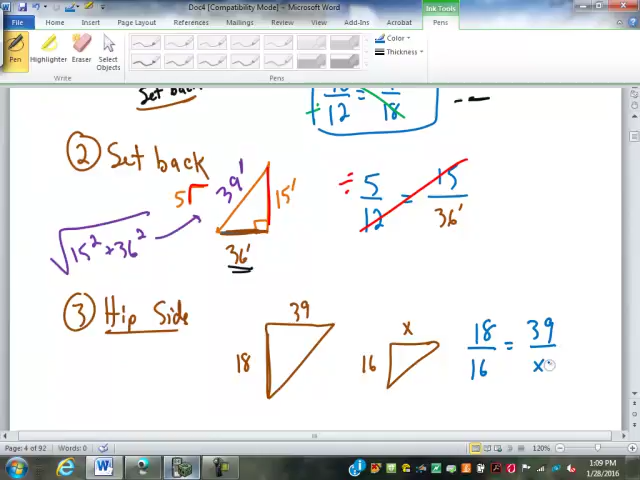 Doc4 [Compatibility Mode] - Microsoft Word
Ink Tools
File Home Insert Page Layout References Mailings Review View Add-Ins Acrobat Pens
Pen Highlighter Eraser Select Objects
Color
Thickness
Write Pens
Set back
12 = 18
② Set back
5 39' 15'
36'
√15² + 36²
5/12 = 15/36'
③ Hip Side
39
18
x
16
18/16 = 39/x
Page: 4 of 92 Words: 0 120%
W
1:09 PM
1/28/2016